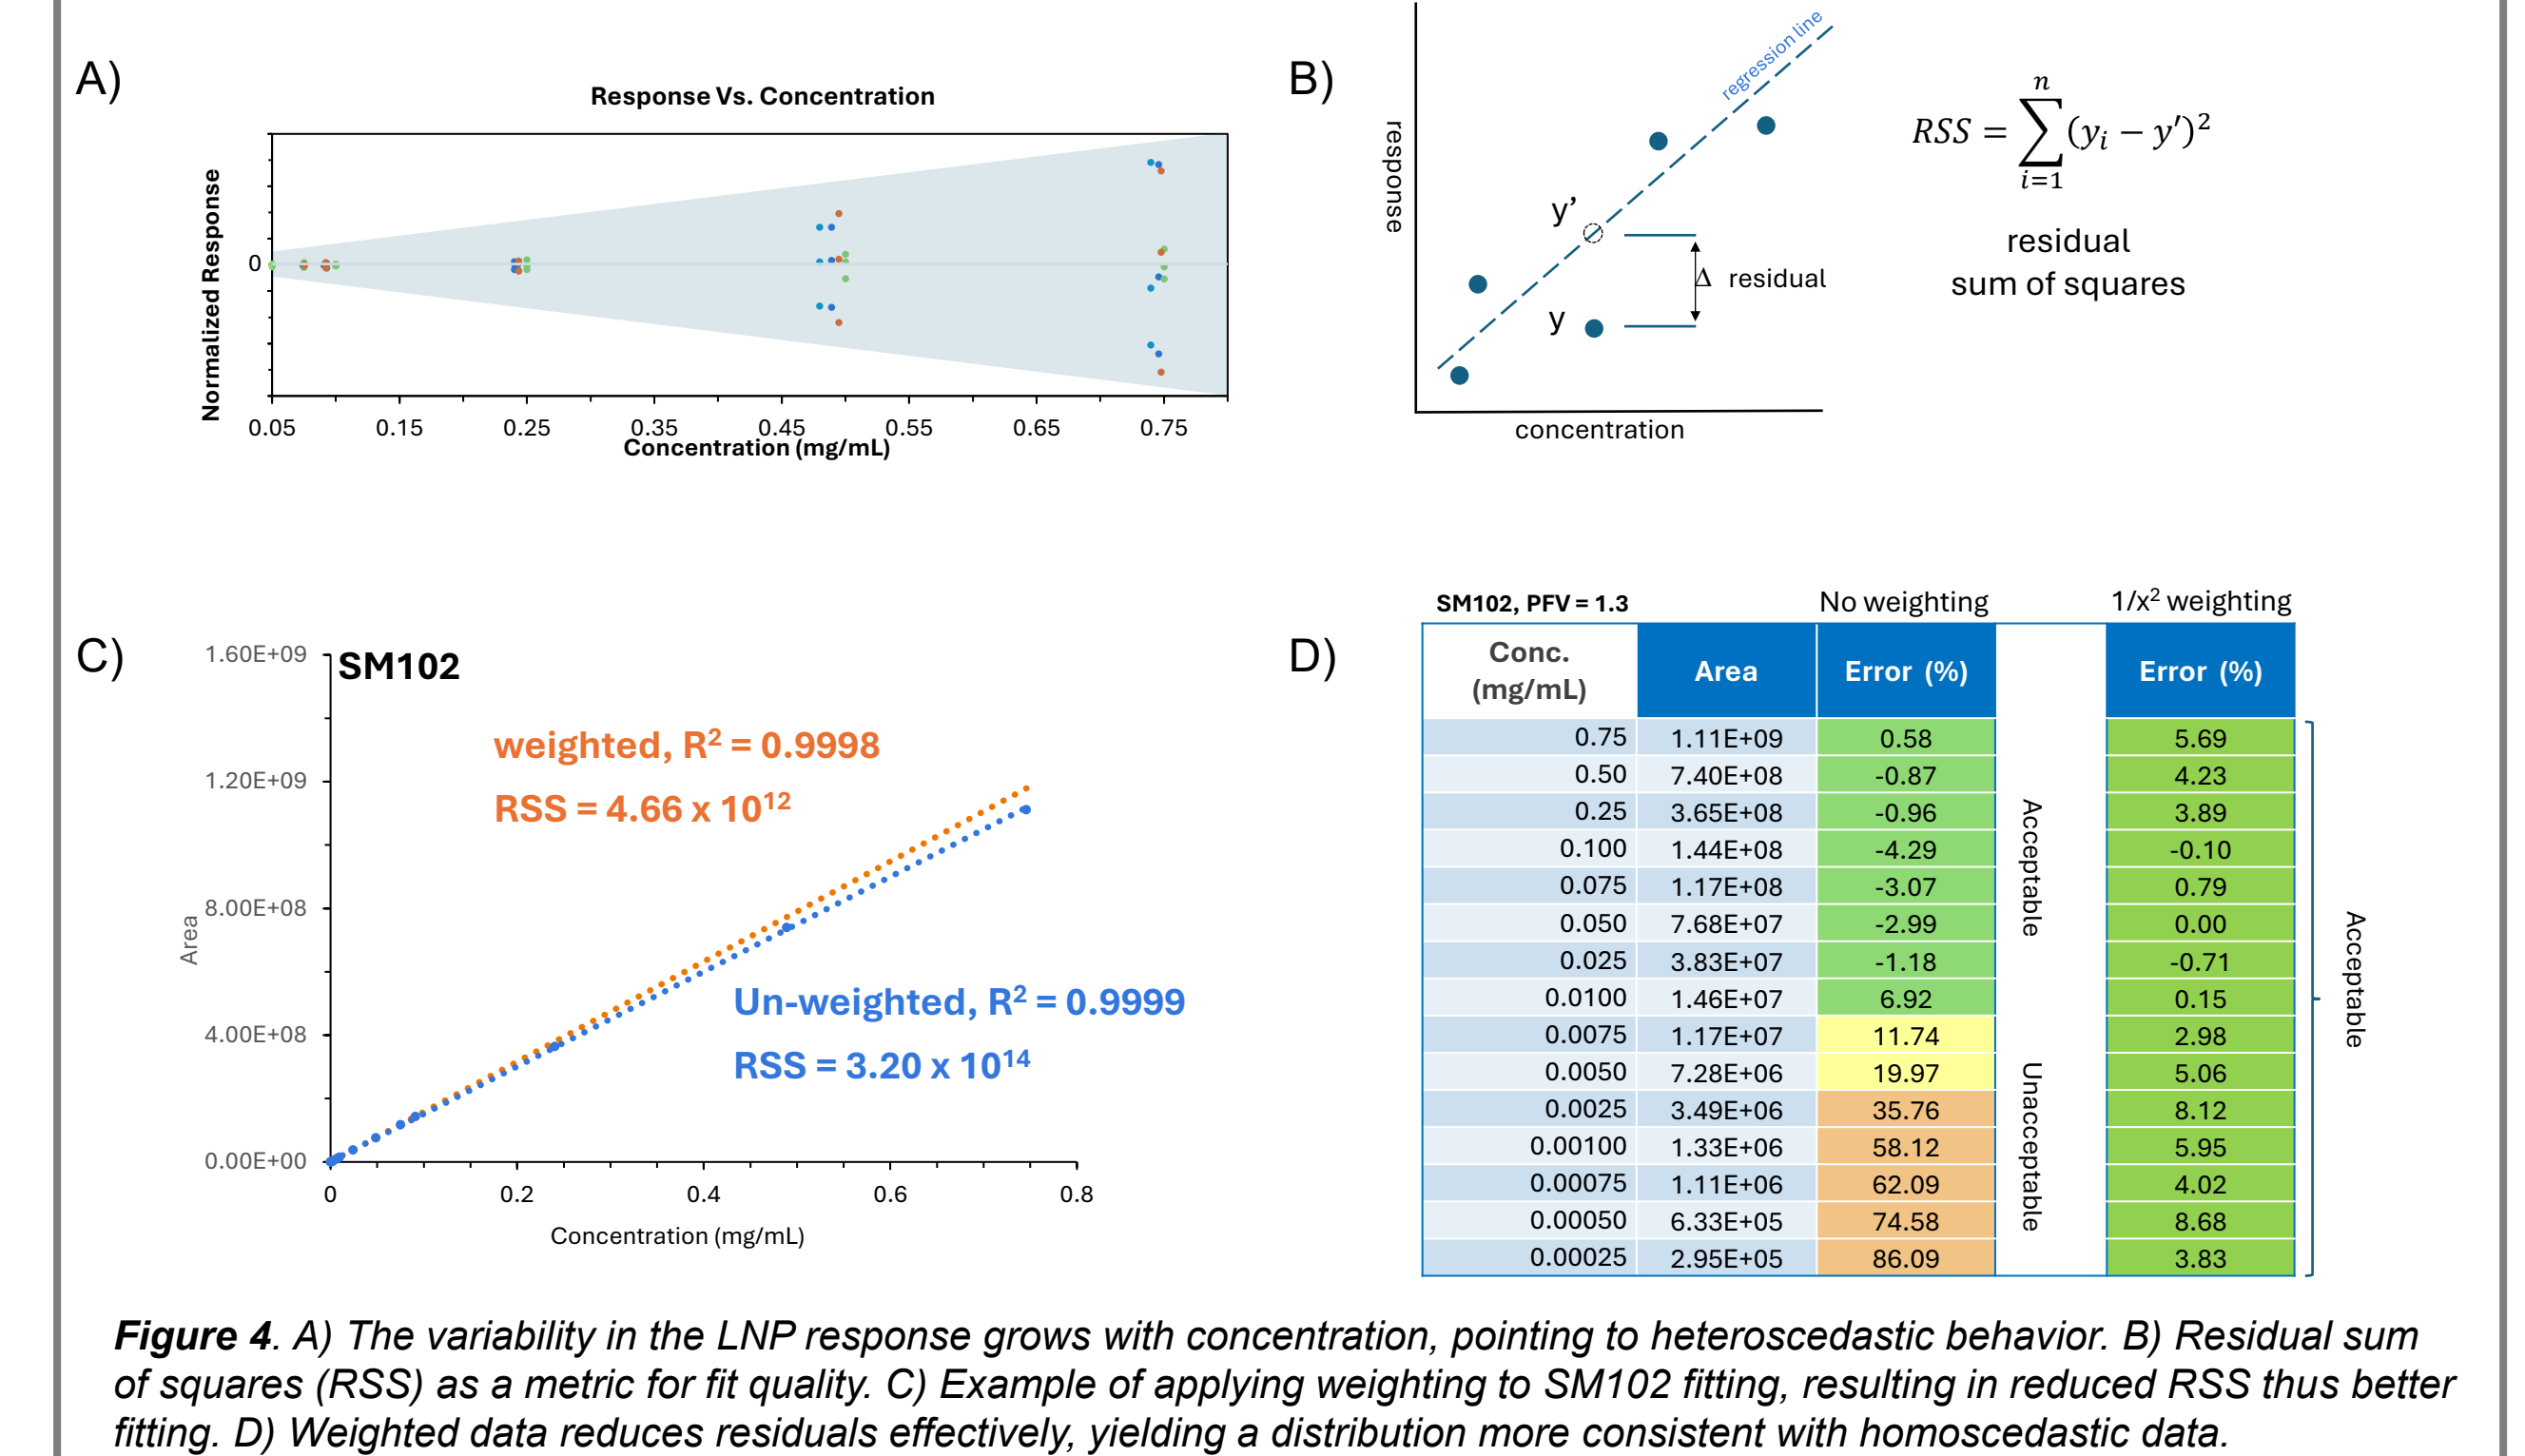 A)
Response Vs. Concentration
Normalized Response
0
0.05 0.15 0.25 0.35 0.45 0.55 0.65 0.75
Concentration (mg/mL)
B)
response
regression line
y’
Δ residual
y
concentration
RSS = ∑ⁿᵢ₌₁ (yᵢ − y′)²
residual
sum of squares
C)
SM102
1.60E+09
1.20E+09
8.00E+08
4.00E+08
0.00E+00
Area
weighted, R² = 0.9998
RSS = 4.66 x 10¹²
Un-weighted, R² = 0.9999
RSS = 3.20 x 10¹⁴
0 0.2 0.4 0.6 0.8
Concentration (mg/mL)
D)
SM102, PFV = 1.3 No weighting 1/x² weighting
Conc. (mg/mL) Area Error (%) Error (%)
0.75 1.11E+09 0.58 5.69
0.50 7.40E+08 -0.87 4.23
0.25 3.65E+08 -0.96 3.89
0.100 1.44E+08 -4.29 -0.10
0.075 1.17E+08 -3.07 0.79
0.050 7.68E+07 -2.99 0.00
0.025 3.83E+07 -1.18 -0.71
0.0100 1.46E+07 6.92 0.15
0.0075 1.17E+07 11.74 2.98
0.0050 7.28E+06 19.97 5.06
0.0025 3.49E+06 35.76 8.12
0.00100 1.33E+06 58.12 5.95
0.00075 1.11E+06 62.09 4.02
0.00050 6.33E+05 74.58 8.68
0.00025 2.95E+05 86.09 3.83
Acceptable
Unacceptable
Acceptable
Figure 4. A) The variability in the LNP response grows with concentration, pointing to heteroscedastic behavior. B) Residual sum
of squares (RSS) as a metric for fit quality. C) Example of applying weighting to SM102 fitting, resulting in reduced RSS thus better
fitting. D) Weighted data reduces residuals effectively, yielding a distribution more consistent with homoscedastic data.